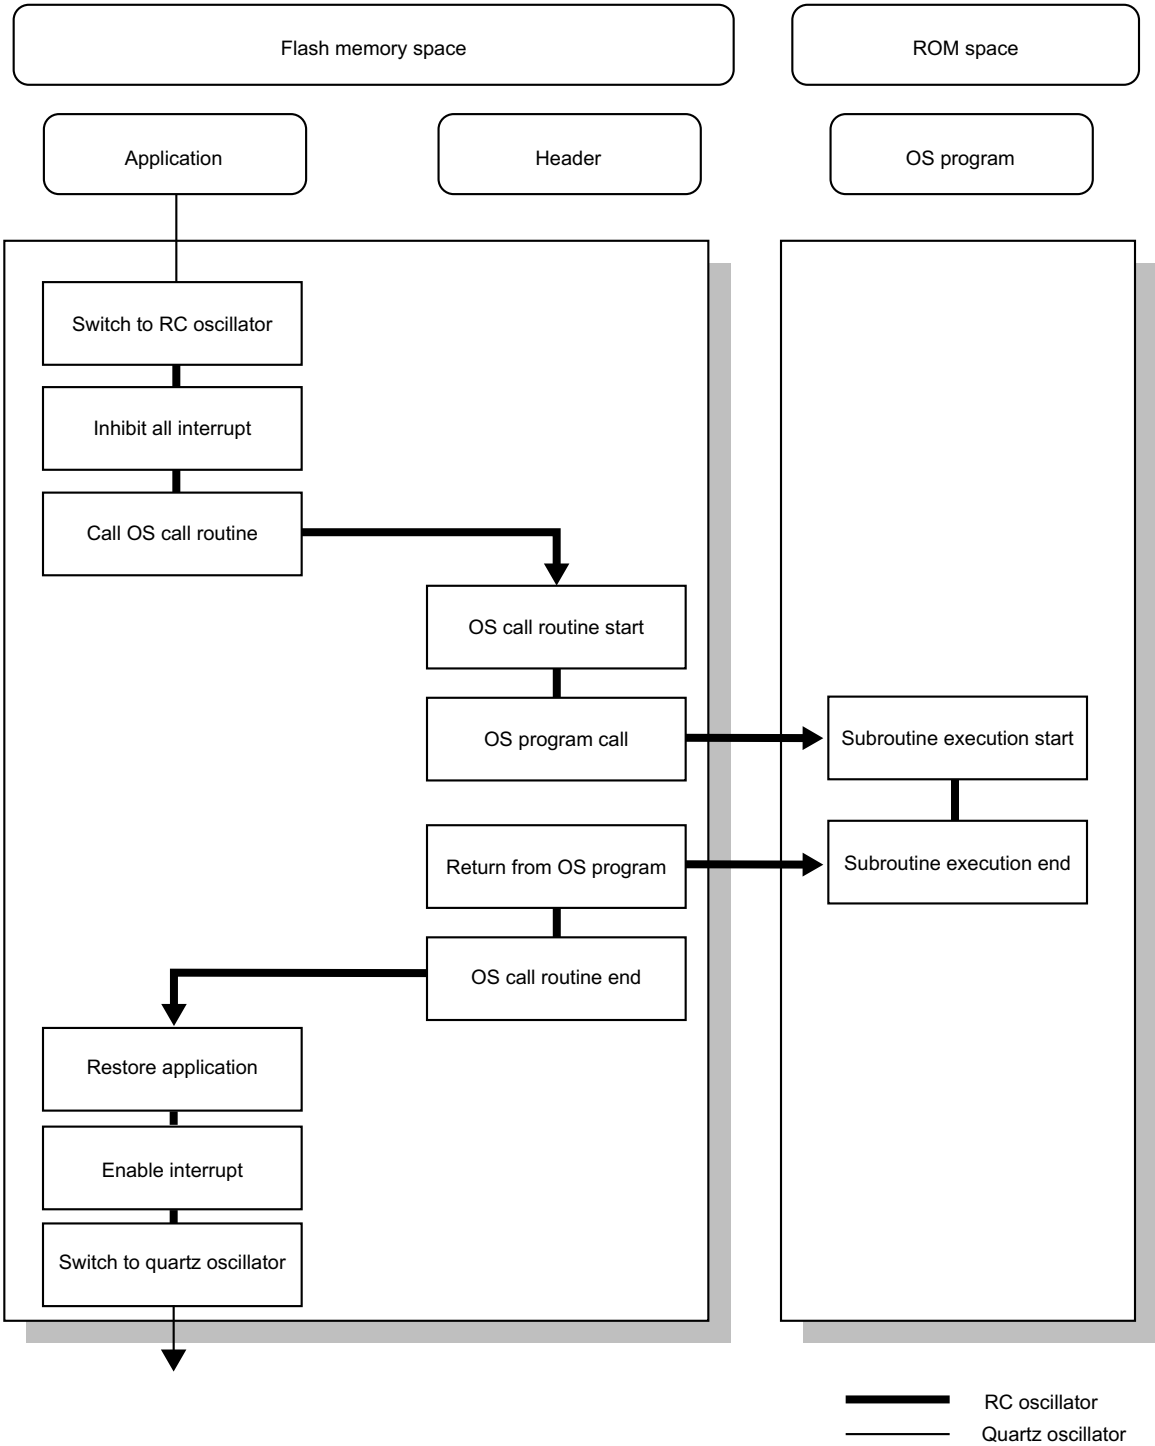 Flash memory space
ROM space
Application
Header
OS program
Switch to RC oscillator
Inhibit all interrupt
Call OS call routine
OS call routine start
OS program call
Subroutine execution start
Return from OS program
Subroutine execution end
OS call routine end
Restore application
Enable interrupt
Switch to quartz oscillator
RC oscillator
Quartz oscillator